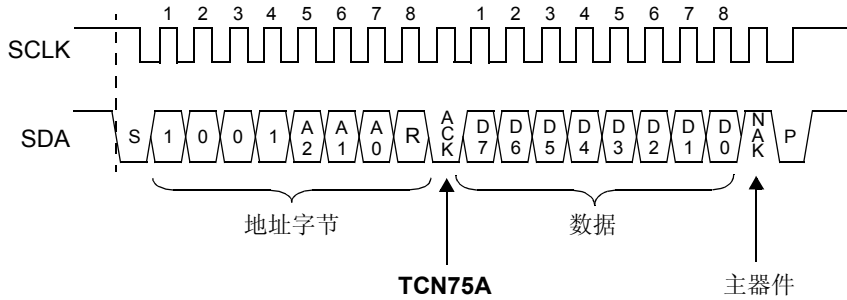 1 2 3 4 5 6 7 8 1 2 3 4 5 6 7 8
SCLK
SDA S 1 0 0 1 A2 A1 A0 R ACK D7 D6 D5 D4 D3 D2 D1 D0 NAK P
地址字节 数据
TCN75A 主器件